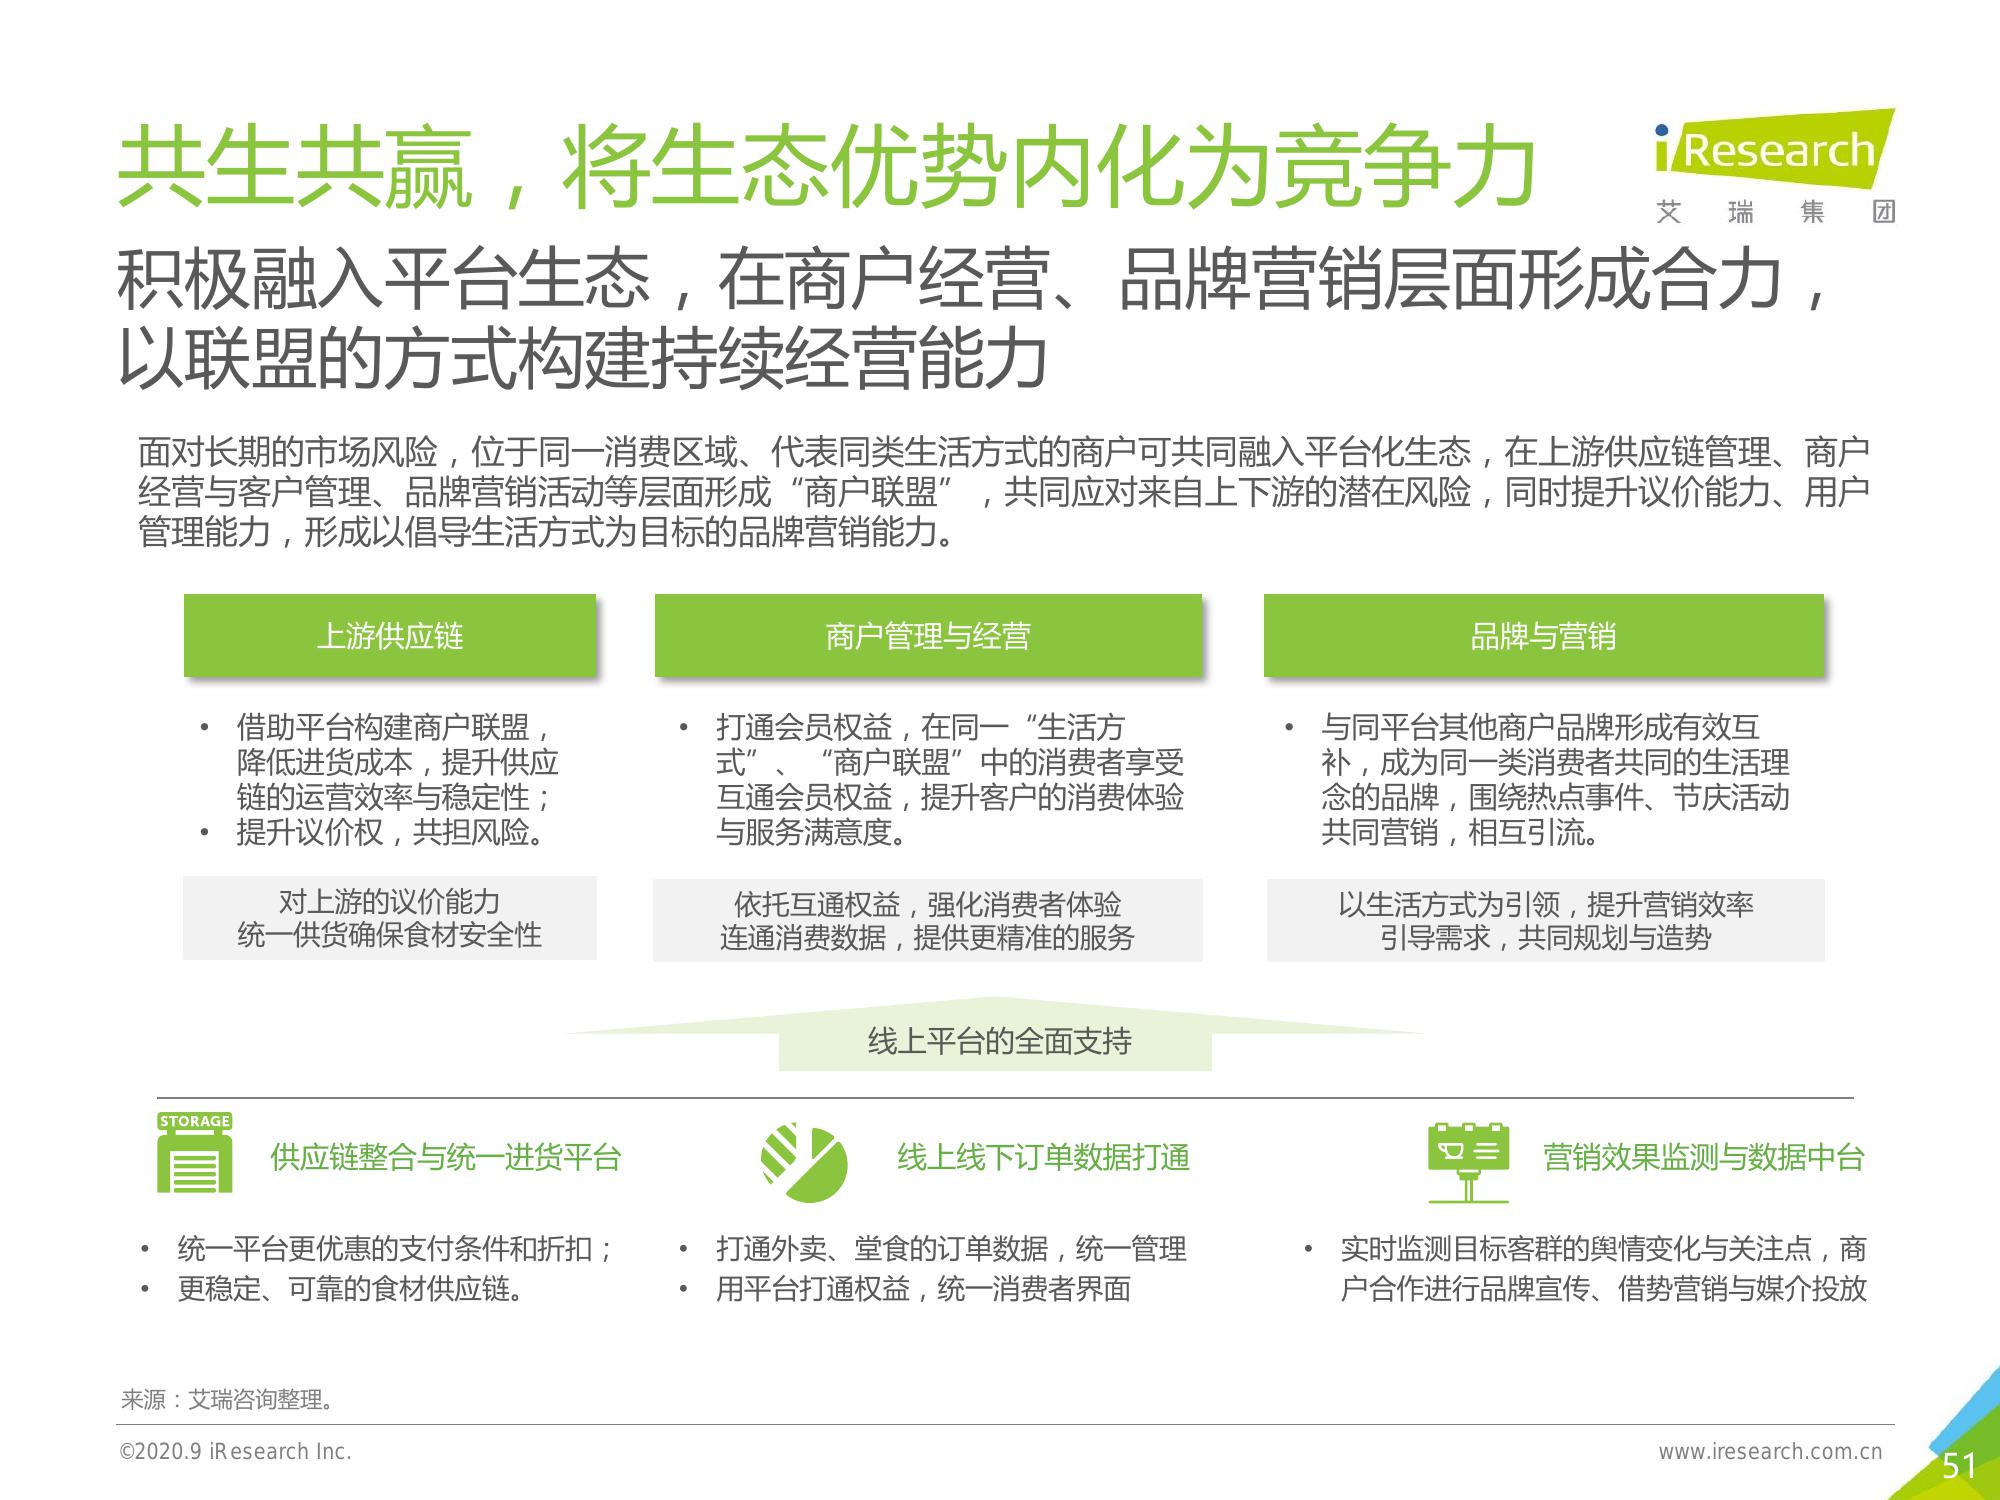 共生共赢，将生态优势内化为竞争力
iResearch
艾瑞集团
积极融入平台生态，在商户经营、品牌营销层面形成合力，
以联盟的方式构建持续经营能力
面对长期的市场风险，位于同一消费区域、代表同类生活方式的商户可共同融入平台化生态，在上游供应链管理、商户
经营与客户管理、品牌营销活动等层面形成“商户联盟”，共同应对来自上下游的潜在风险，同时提升议价能力、用户
管理能力，形成以倡导生活方式为目标的品牌营销能力。
上游供应链
• 借助平台构建商户联盟，
降低进货成本，提升供应
链的运营效率与稳定性；
• 提升议价权，共担风险。
对上游的议价能力
统一供货确保食材安全性
商户管理与经营
• 打通会员权益，在同一“生活方
式”、“商户联盟”中的消费者享受
互通会员权益，提升客户的消费体验
与服务满意度。
依托互通权益，强化消费者体验
连通消费数据，提供更精准的服务
品牌与营销
• 与同平台其他商户品牌形成有效互
补，成为同一类消费者共同的生活理
念的品牌，围绕热点事件、节庆活动
共同营销，相互引流。
以生活方式为引领，提升营销效率
引导需求，共同规划与造势
线上平台的全面支持
STORAGE
供应链整合与统一进货平台
• 统一平台更优惠的支付条件和折扣；
• 更稳定、可靠的食材供应链。
线上线下订单数据打通
• 打通外卖、堂食的订单数据，统一管理
• 用平台打通权益，统一消费者界面
营销效果监测与数据中台
• 实时监测目标客群的舆情变化与关注点，商
户合作进行品牌宣传、借势营销与媒介投放
来源：艾瑞咨询整理。
©2020.9 iResearch Inc.
www.iresearch.com.cn
51